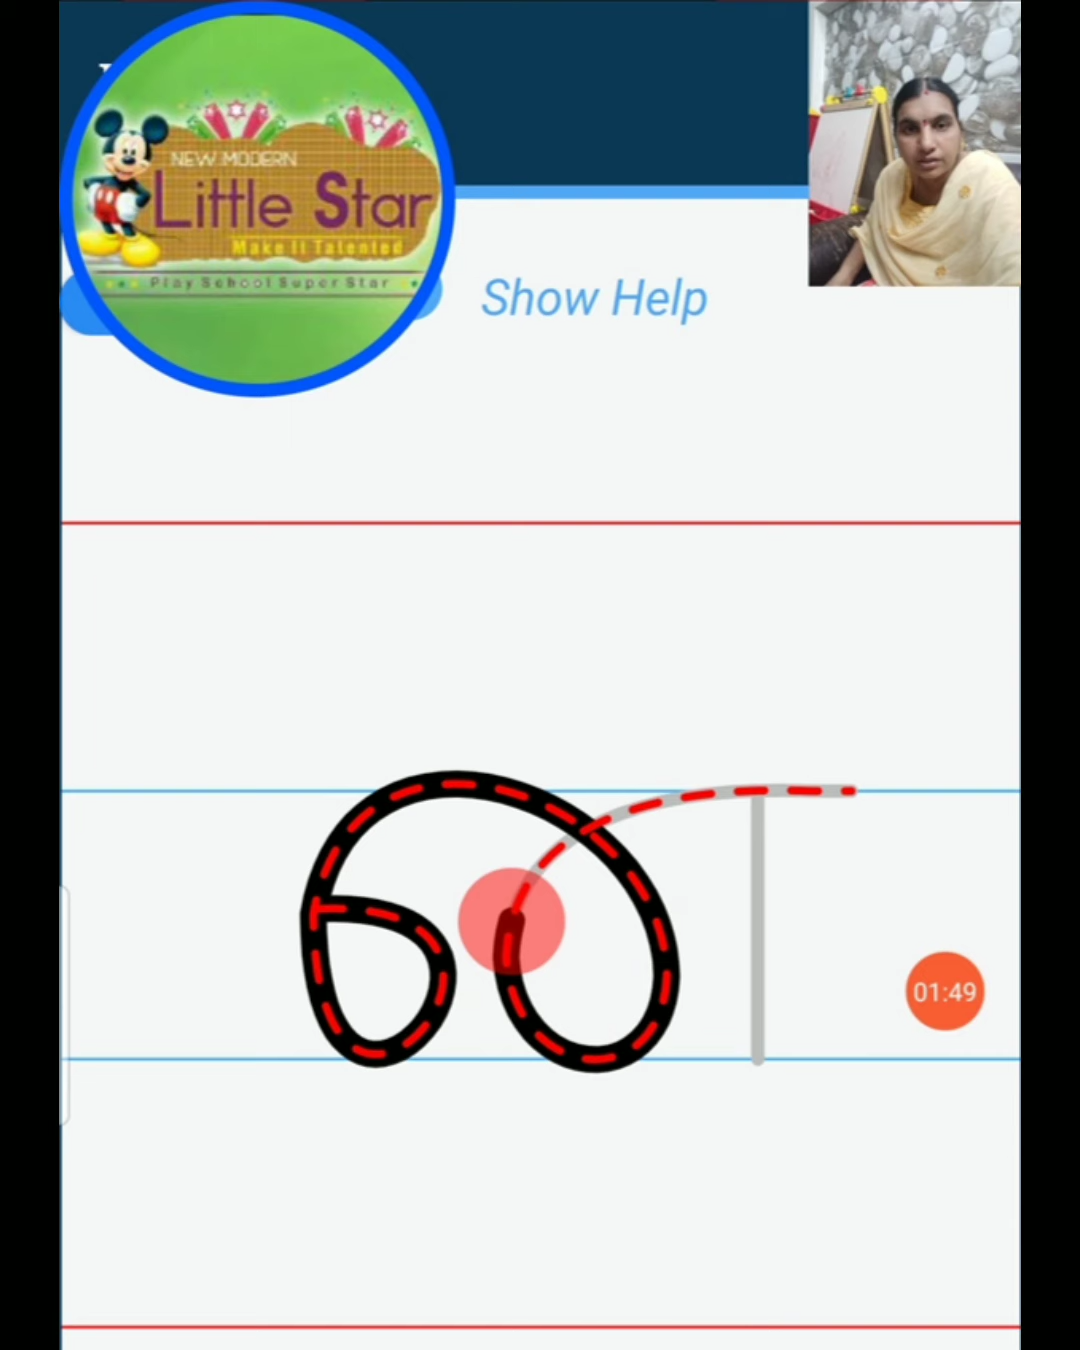 NEW MODERN
Little Star
Make It Talented
Play School Super Star
Show Help
ன
01:49